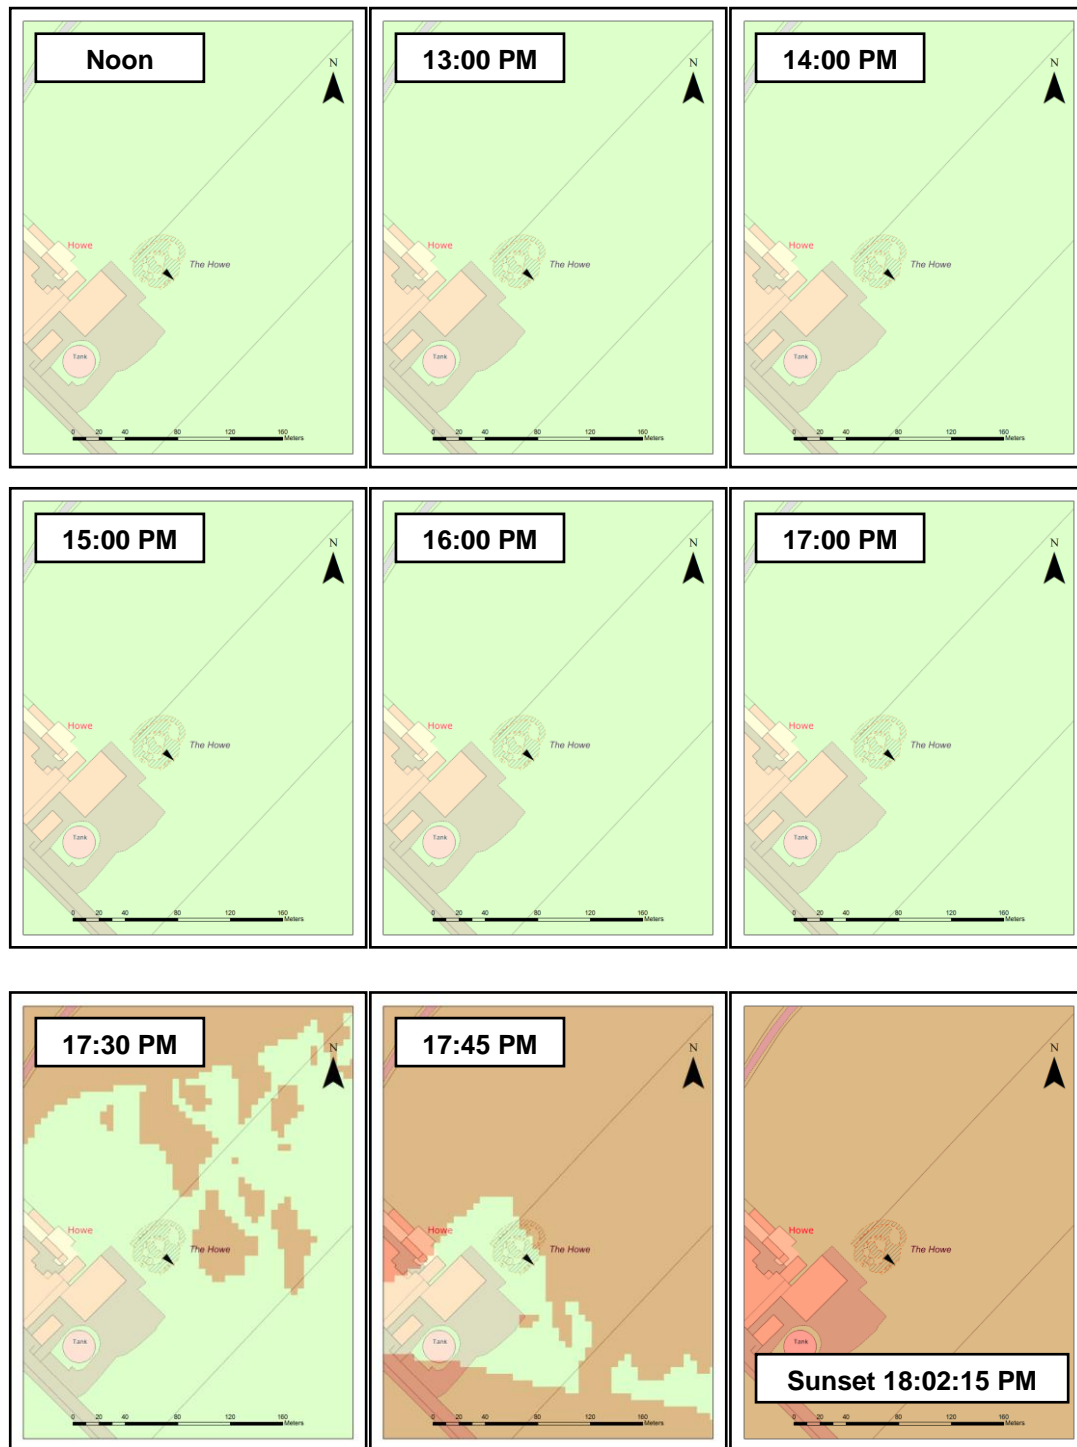 Noon
N
Howe
The Howe
Tank
0 20 40 80 120 160
Meters
13:00 PM
N
Howe
The Howe
Tank
0 20 40 80 120 160
Meters
14:00 PM
N
Howe
The Howe
Tank
0 20 40 80 120 160
Meters
15:00 PM
N
Howe
The Howe
Tank
0 20 40 80 120 160
Meters
16:00 PM
N
Howe
The Howe
Tank
0 20 40 80 120 160
Meters
17:00 PM
N
Howe
The Howe
Tank
0 20 40 80 120 160
Meters
17:30 PM
N
Howe
The Howe
Tank
0 20 40 80 120 160
Meters
17:45 PM
N
Howe
The Howe
Tank
0 20 40 80 120 160
Meters
N
Howe
The Howe
Tank
Sunset 18:02:15 PM
0 20 40 80 120 160
Meters